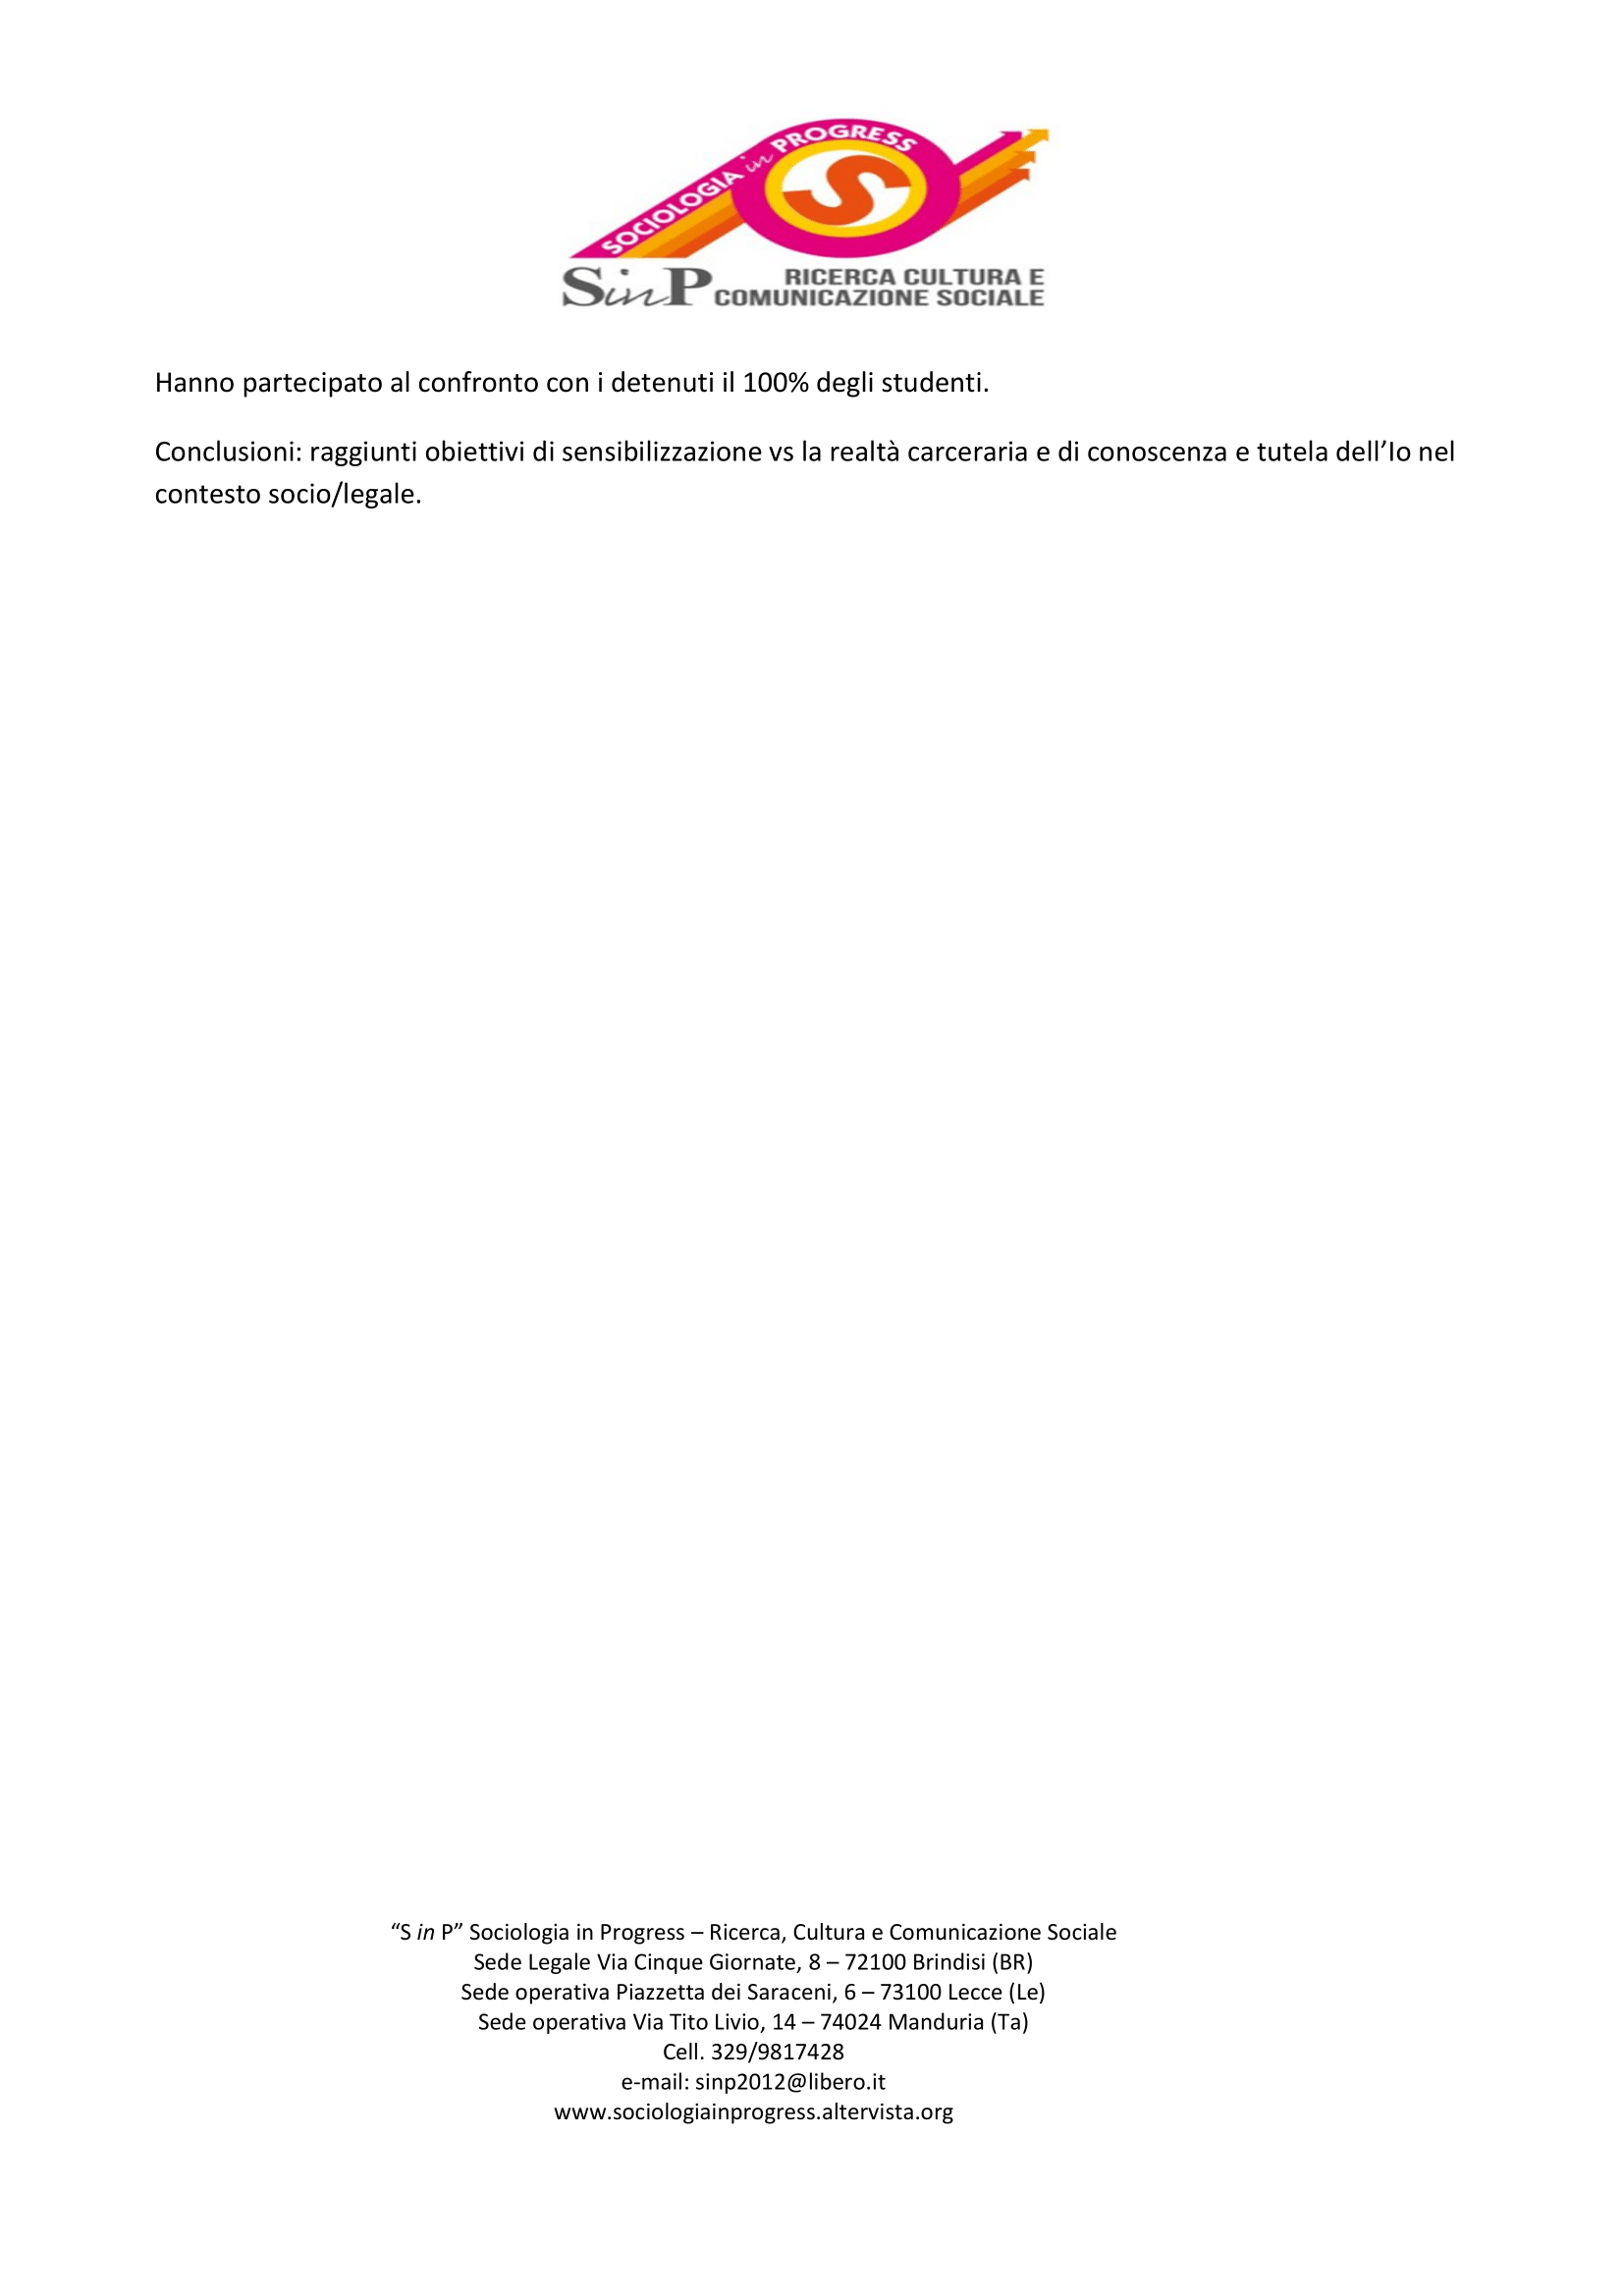 SOCIOLOGIA in PROGRESS
S
SinP RICERCA CULTURA E
COMUNICAZIONE SOCIALE
Hanno partecipato al confronto con i detenuti il 100% degli studenti.
Conclusioni: raggiunti obiettivi di sensibilizzazione vs la realtà carceraria e di conoscenza e tutela dell’Io nel
contesto socio/legale.
“S in P” Sociologia in Progress – Ricerca, Cultura e Comunicazione Sociale
Sede Legale Via Cinque Giornate, 8 – 72100 Brindisi (BR)
Sede operativa Piazzetta dei Saraceni, 6 – 73100 Lecce (Le)
Sede operativa Via Tito Livio, 14 – 74024 Manduria (Ta)
Cell. 329/9817428
e-mail: sinp2012@libero.it
www.sociologiainprogress.altervista.org